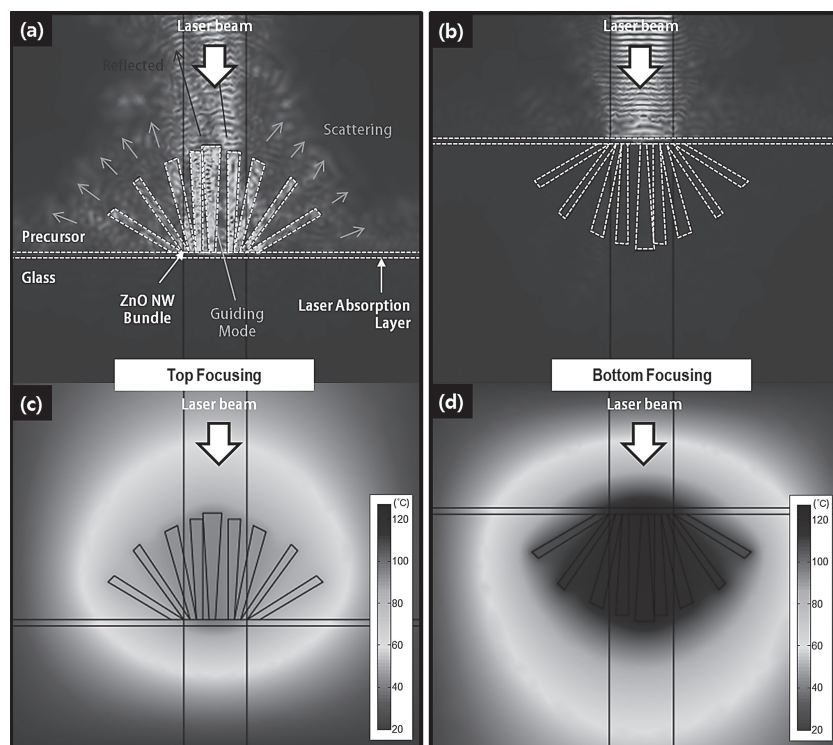 (a)
Laser beam
Reflected
Scattering
Precursor
Glass
ZnO NW
Bundle
Guiding
Mode
Laser Absorption
Layer
Top Focusing
(b)
Laser beam
Bottom Focusing
(c)
Laser beam
(°C)
120
100
80
60
40
20
(d)
Laser beam
(°C)
120
100
80
60
40
20